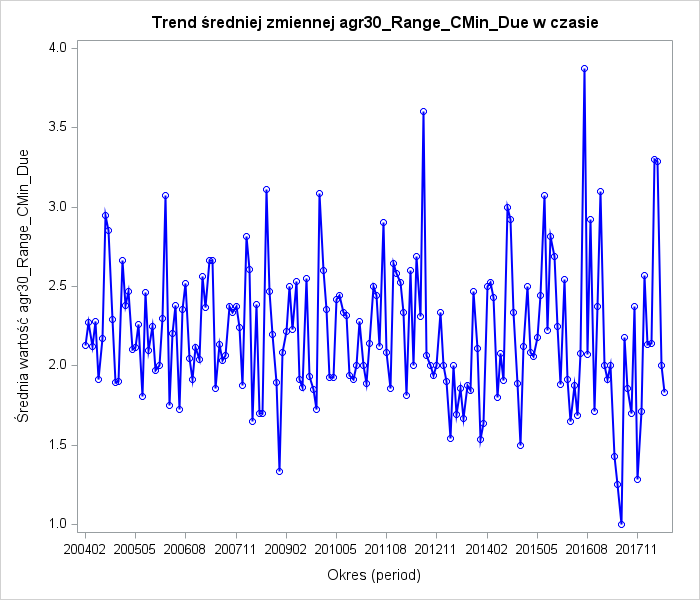 Trend średniej zmiennej agr30_Range_CMin_Due w czasie
Średnia wartość agr30_Range_CMin_Due
4.0
3.5
3.0
2.5
2.0
1.5
1.0
200402 200505 200608 200711 200902 201005 201108 201211 201402 201505 201608 201711
Okres (period)